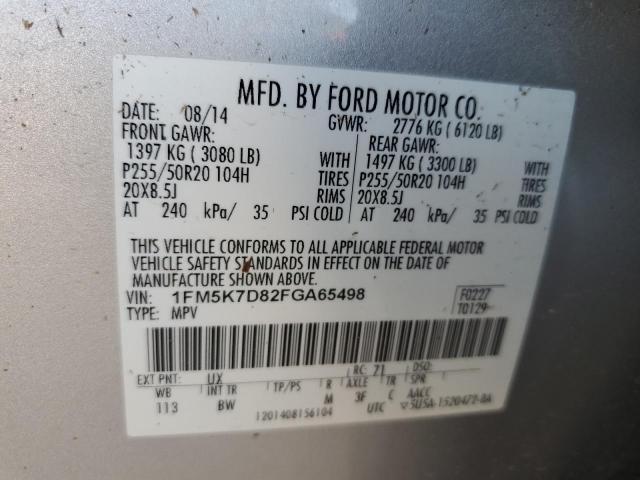 MFD. BY FORD MOTOR CO.
DATE: 08/14 GVWR: 2776 KG ( 6120 LB)
FRONT GAWR: REAR GAWR:
1397 KG ( 3080 LB) WITH 1497 KG ( 3300 LB) WITH
P255/50R20 104H TIRES P255/50R20 104H TIRES
20X8.5J RIMS 20X8.5J RIMS
AT 240 kPa/ 35 PSI COLD AT 240 kPa/ 35 PSI COLD
THIS VEHICLE CONFORMS TO ALL APPLICABLE FEDERAL MOTOR
VEHICLE SAFETY STANDARDS IN EFFECT ON THE DATE OF
MANUFACTURE SHOWN ABOVE.
VIN: 1FM5K7D82FGA65498 F0227
TYPE: MPV T0129
EXT PNT: UX RC: 71 DSO:
WB INT TR TP/PS R AXLE TR SPR
113 BW M 3F C AACC
1201408156104 UTC 5U5A-1520472-BA